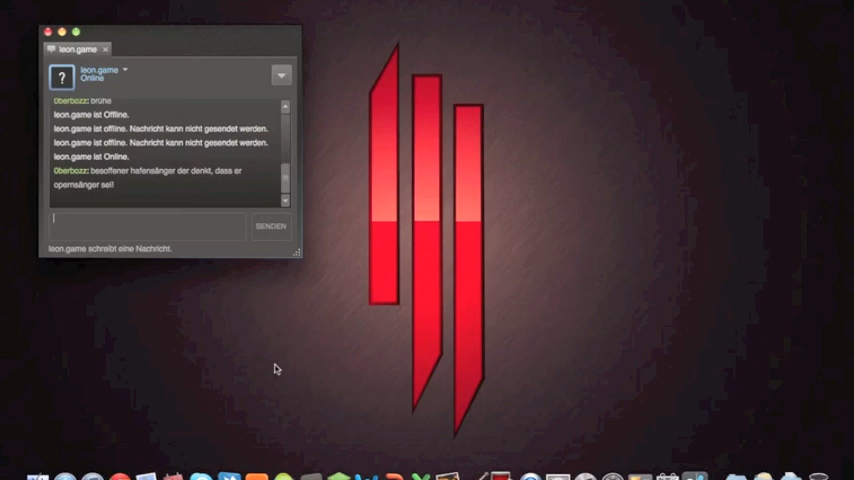 leon.game
leon.game
Online
Oberbozz: brühe
leon.game ist Offline.
leon.game ist offline. Nachricht kann nicht gesendet werden.
leon.game ist offline. Nachricht kann nicht gesendet werden.
leon.game ist Online.
Oberbozz: besoffener hafensänger der denkt, dass er
opernsänger sei!
SENDEN
leon.game schreibt eine Nachricht.